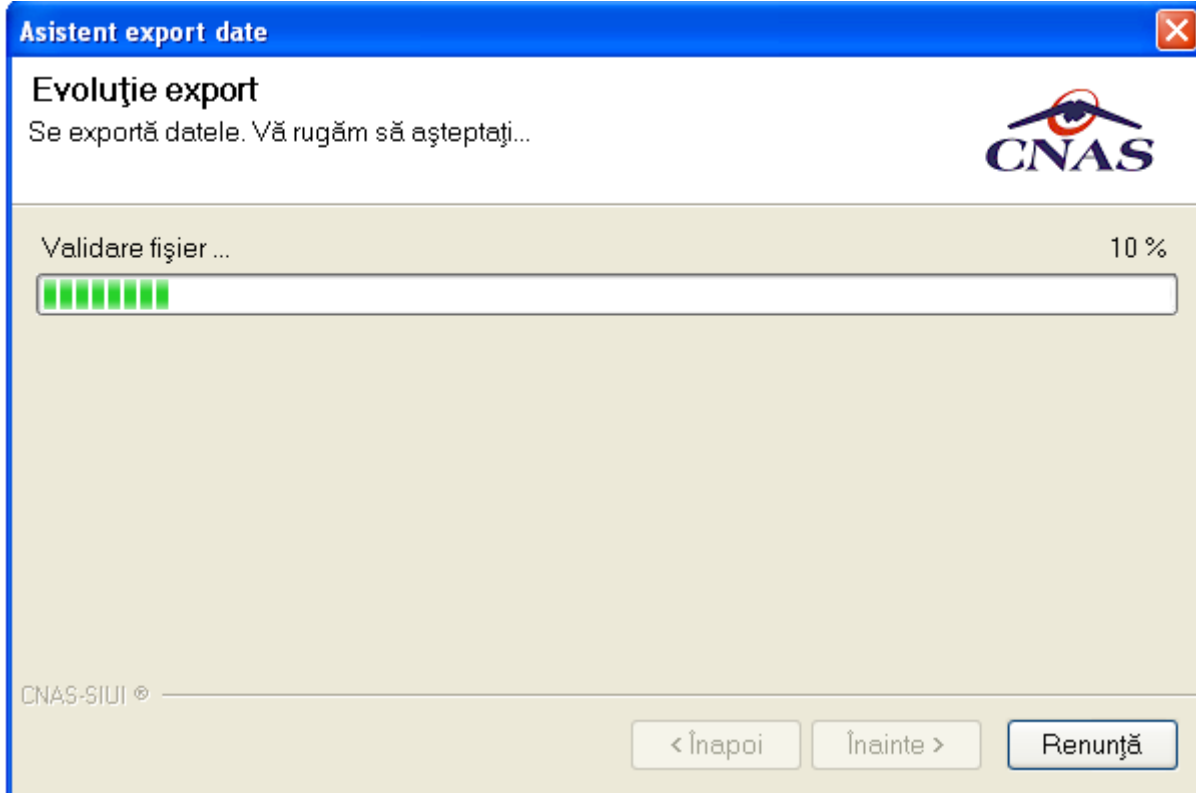 Asistent export date
Evoluţie export
Se exportă datele. Vă rugăm să aşteptaţi...
CNAS
Validare fişier ... 10 %
CNAS-SIUI ®
< Înapoi Înainte > Renunţă